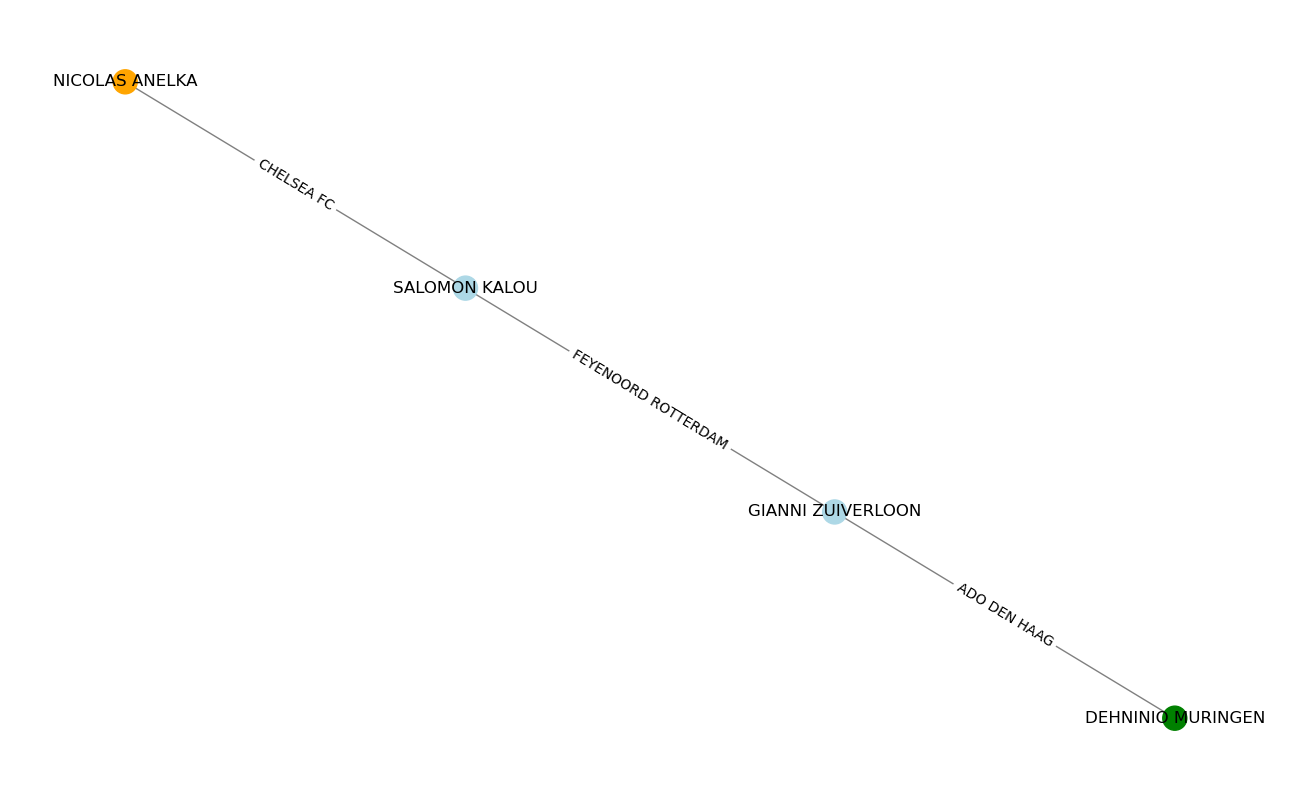 NICOLAS ANELKA
CHELSEA FC
SALOMON KALOU
FEYENOORD ROTTERDAM
GIANNI ZUIVERLOON
ADO DEN HAAG
DEHNINIO MURINGEN